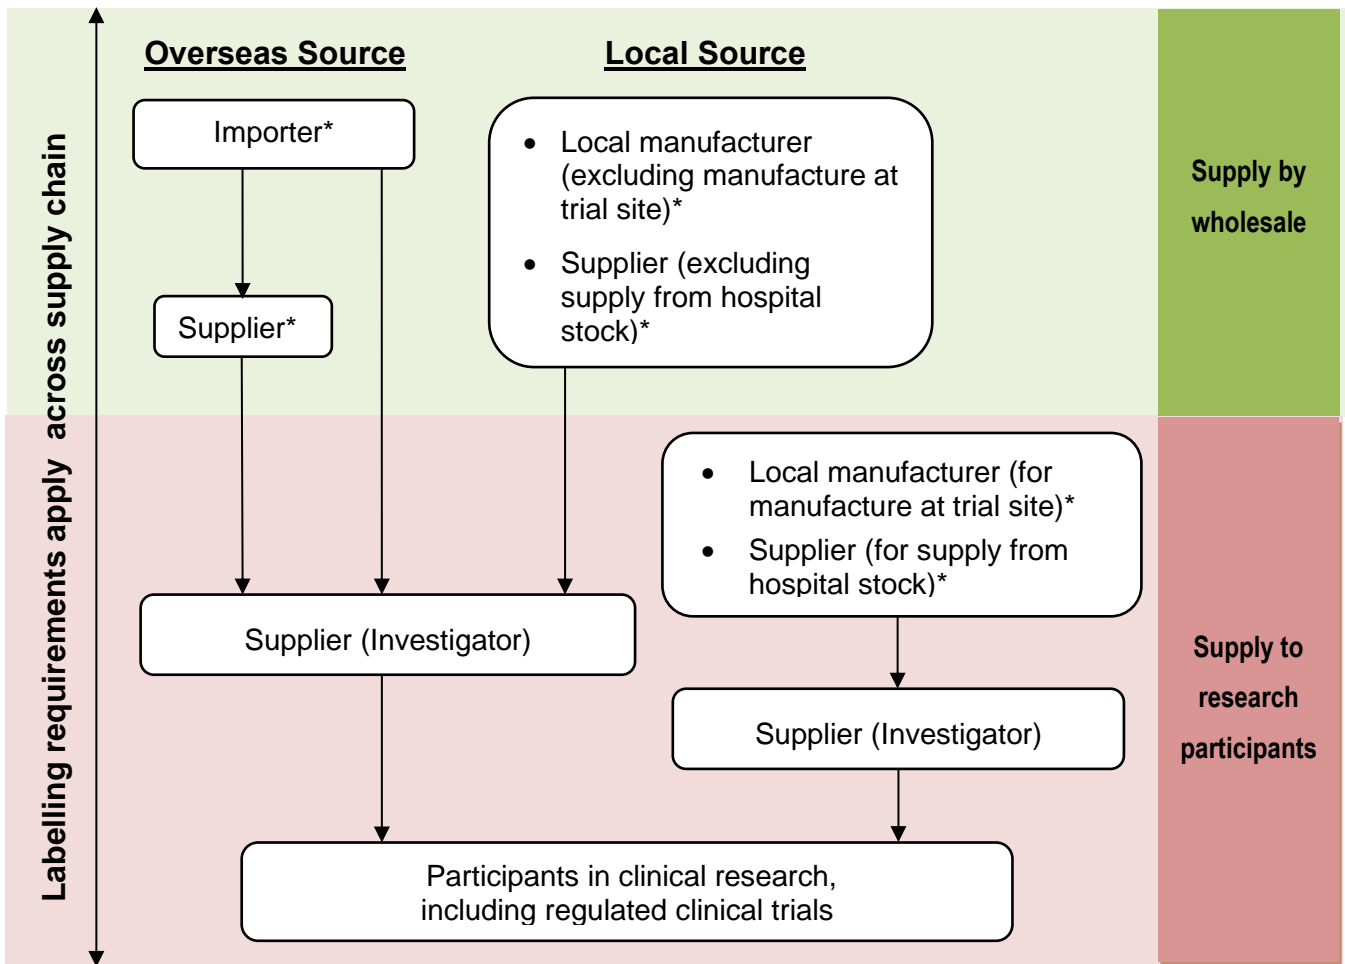 Labelling requirements apply across supply chain
Overseas Source
Local Source
Importer*
• Local manufacturer
(excluding manufacture at
trial site)*
• Supplier (excluding
supply from hospital
stock)*
Supplier*
Supply by
wholesale
• Local manufacturer (for
manufacture at trial site)*
• Supplier (for supply from
hospital stock)*
Supplier (Investigator)
Supplier (Investigator)
Supply to
research
participants
Participants in clinical research,
including regulated clinical trials